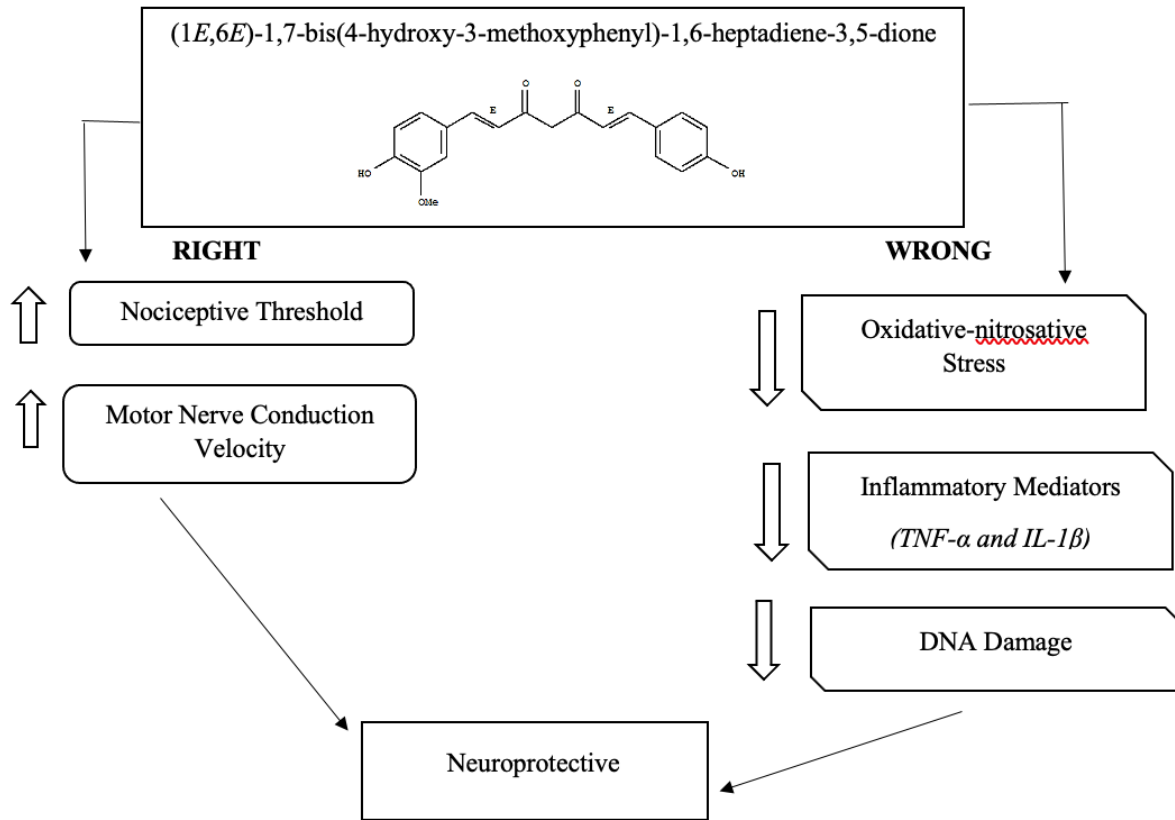 (1E,6E)-1,7-bis(4-hydroxy-3-methoxyphenyl)-1,6-heptadiene-3,5-dione
O O
E E
HO
OMe
OH
RIGHT
WRONG
Nociceptive Threshold
Motor Nerve Conduction
Velocity
Oxidative-nitrosative
Stress
Inflammatory Mediators
(TNF-α and IL-1β)
DNA Damage
Neuroprotective